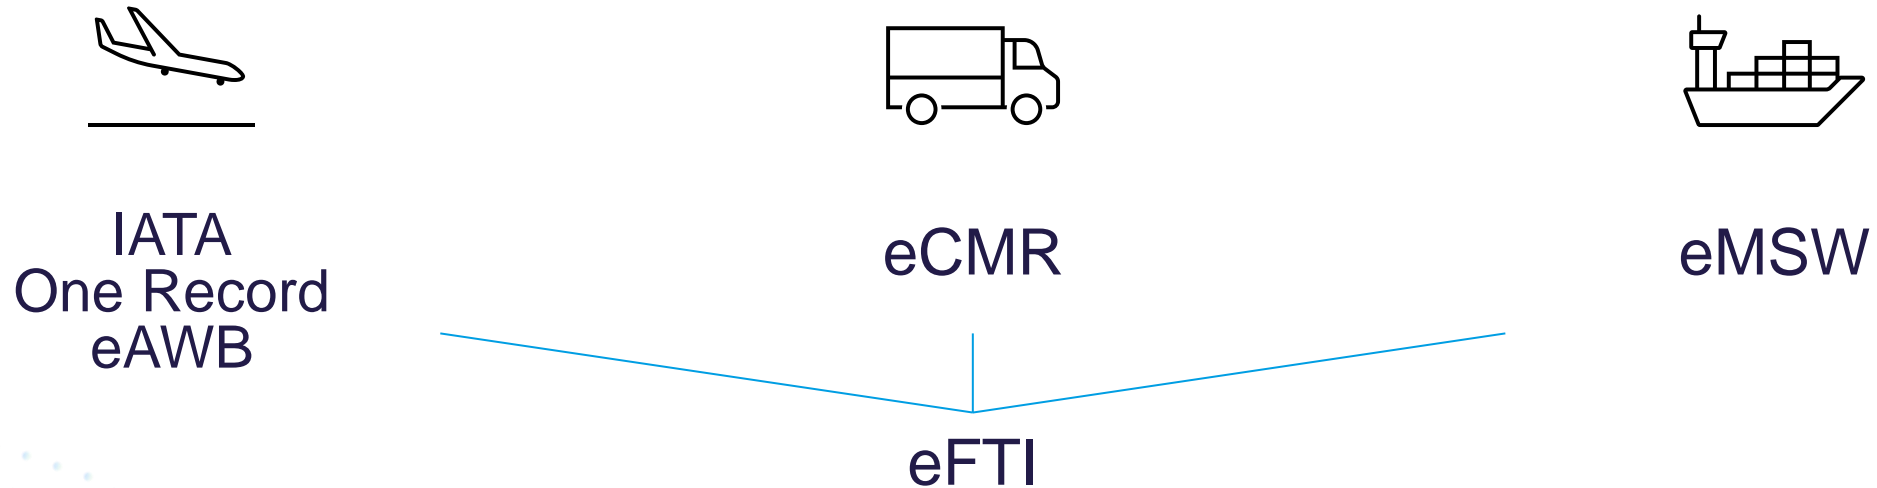 IATA
One Record
eAWB
eCMR
eMSW
eFTI